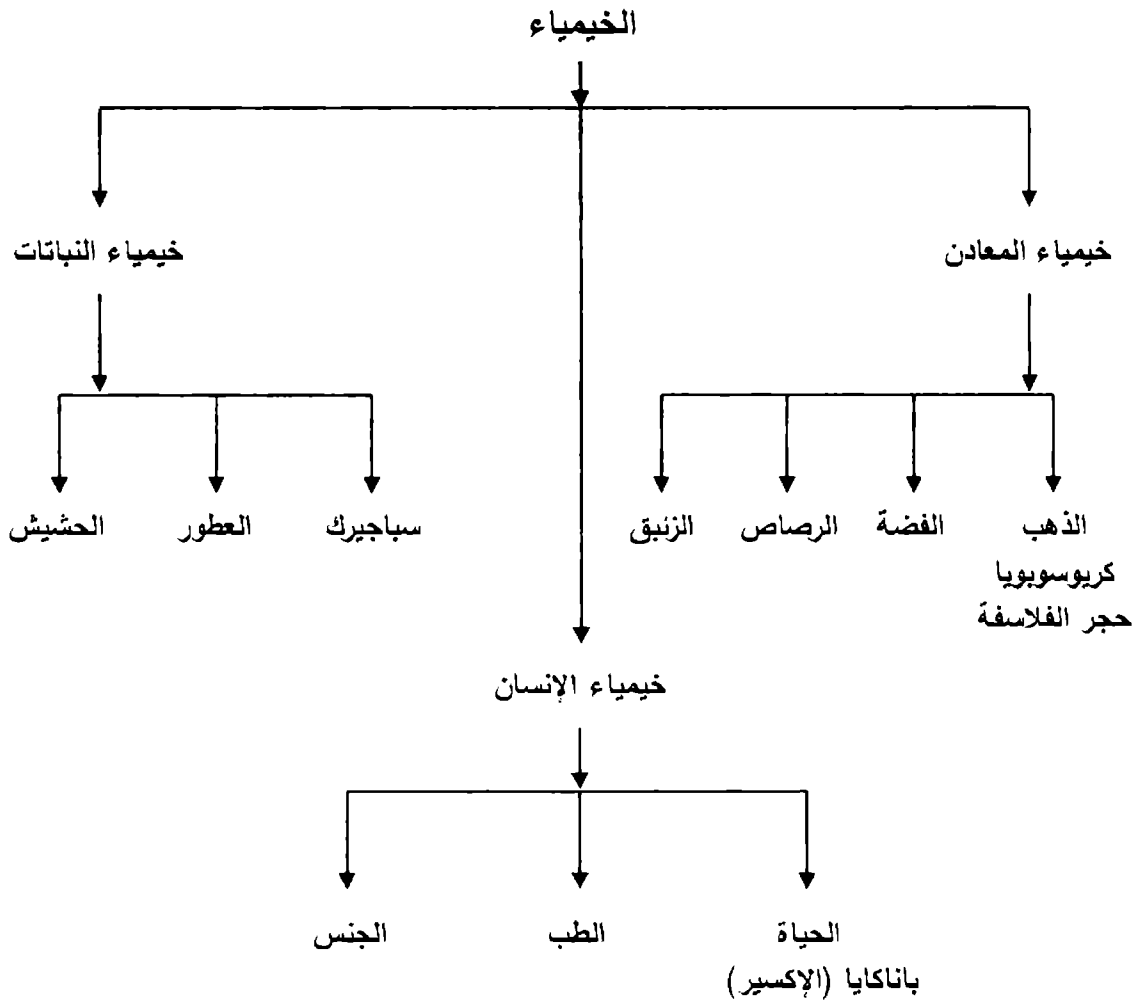 الخيمياء
خيمياء المعادن
خيمياء النباتات
الذهب
كريوسوبويا
حجر الفلاسفة
الفضة
الرصاص
الزئبق
سباجيرك
العطور
الحشيش
خيمياء الإنسان
الحياة
باناكايا (الإكسير)
الطب
الجنس